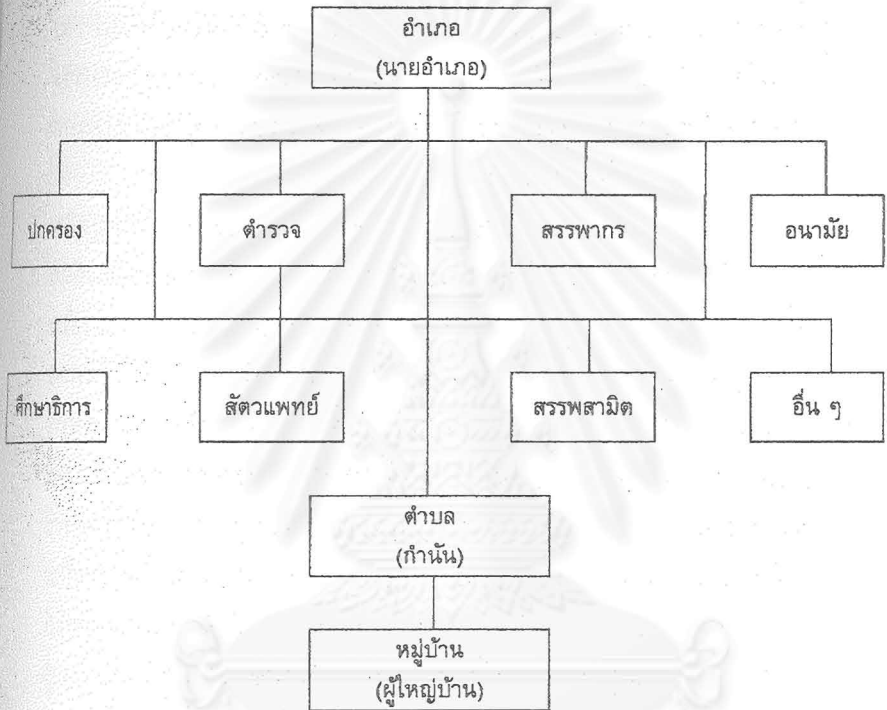 อำเภอ
(นายอำเภอ)
ปกครอง
ตำรวจ
สรรพากร
อนามัย
ศึกษาธิการ
สัตวแพทย์
สรรพสามิต
อื่น ๆ
ตำบล
(กำนัน)
หมู่บ้าน
(ผู้ใหญ่บ้าน)